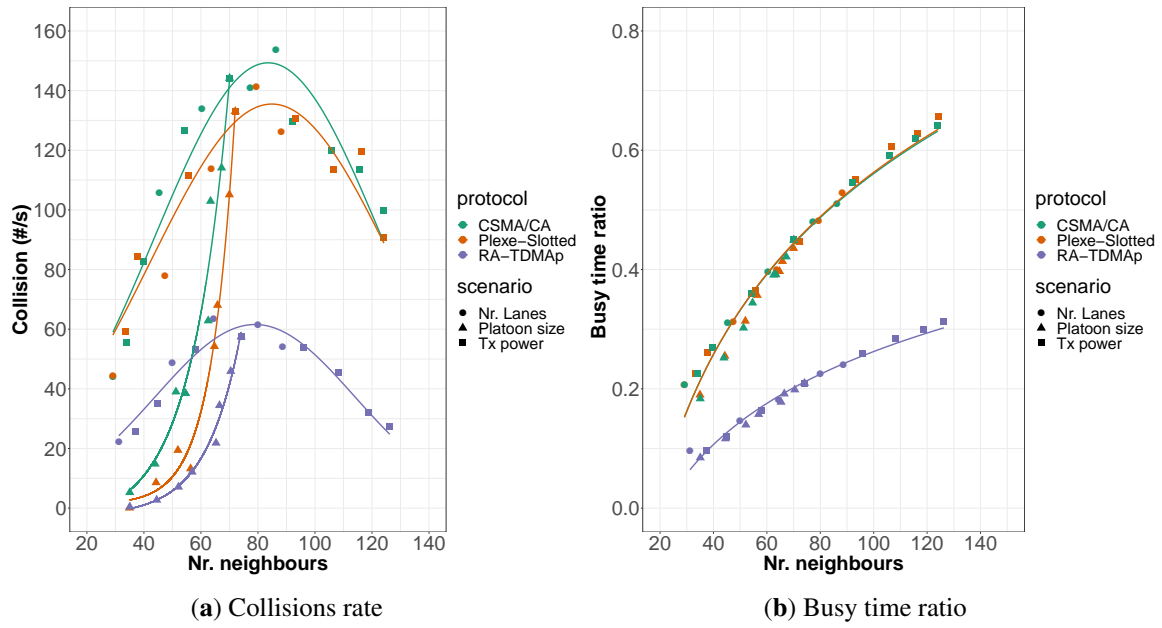 160
140
120
100
80
60
40
20
0
Collision (#/s)
20 40 60 80 100 120 140
Nr. neighbours
protocol
CSMA/CA
Plexe−Slotted
RA−TDMAp
scenario
Nr. Lanes
Platoon size
Tx power
(a) Collisions rate
0.8
0.6
0.4
0.2
0.0
Busy time ratio
20 40 60 80 100 120 140
Nr. neighbours
protocol
CSMA/CA
Plexe−Slotted
RA−TDMAp
scenario
Nr. Lanes
Platoon size
Tx power
(b) Busy time ratio